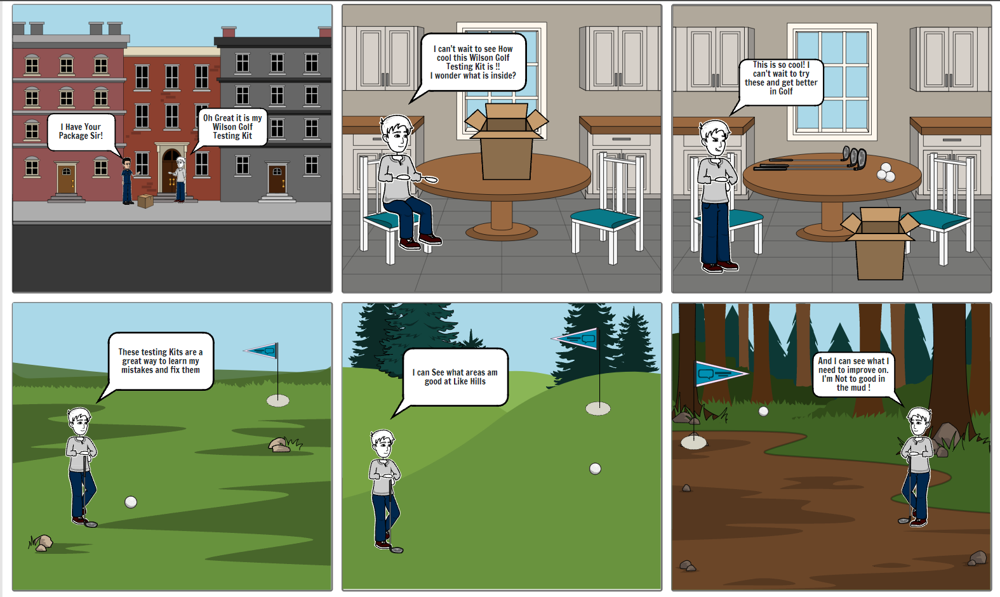 I Have Your
Package Sir!
Oh Great it is my
Wilson Golf
Testing Kit
I can't wait to see How
cool this Wilson Golf
Testing Kit is !!
I wonder what is inside?
This is so cool! I
can't wait to try
these and get better
in Golf
These testing Kits are a
great way to learn my
mistakes and fix them
I can See what areas am
good at Like Hills
And I can see what I
need to improve on.
I'm Not to good in
the mud !